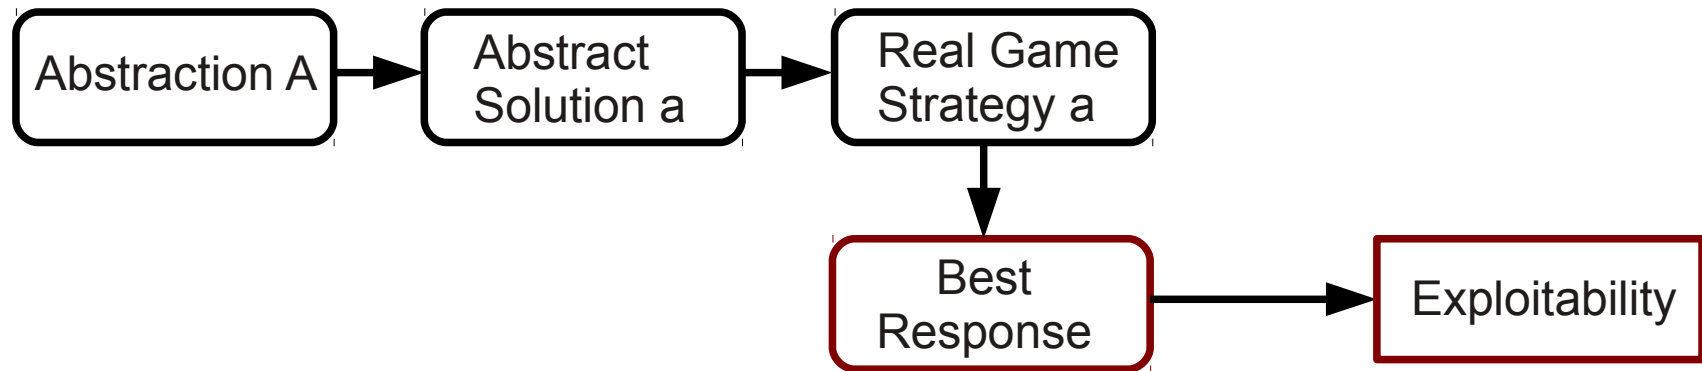 Abstraction A
Abstract
Solution a
Real Game
Strategy a
Best
Response
Exploitability